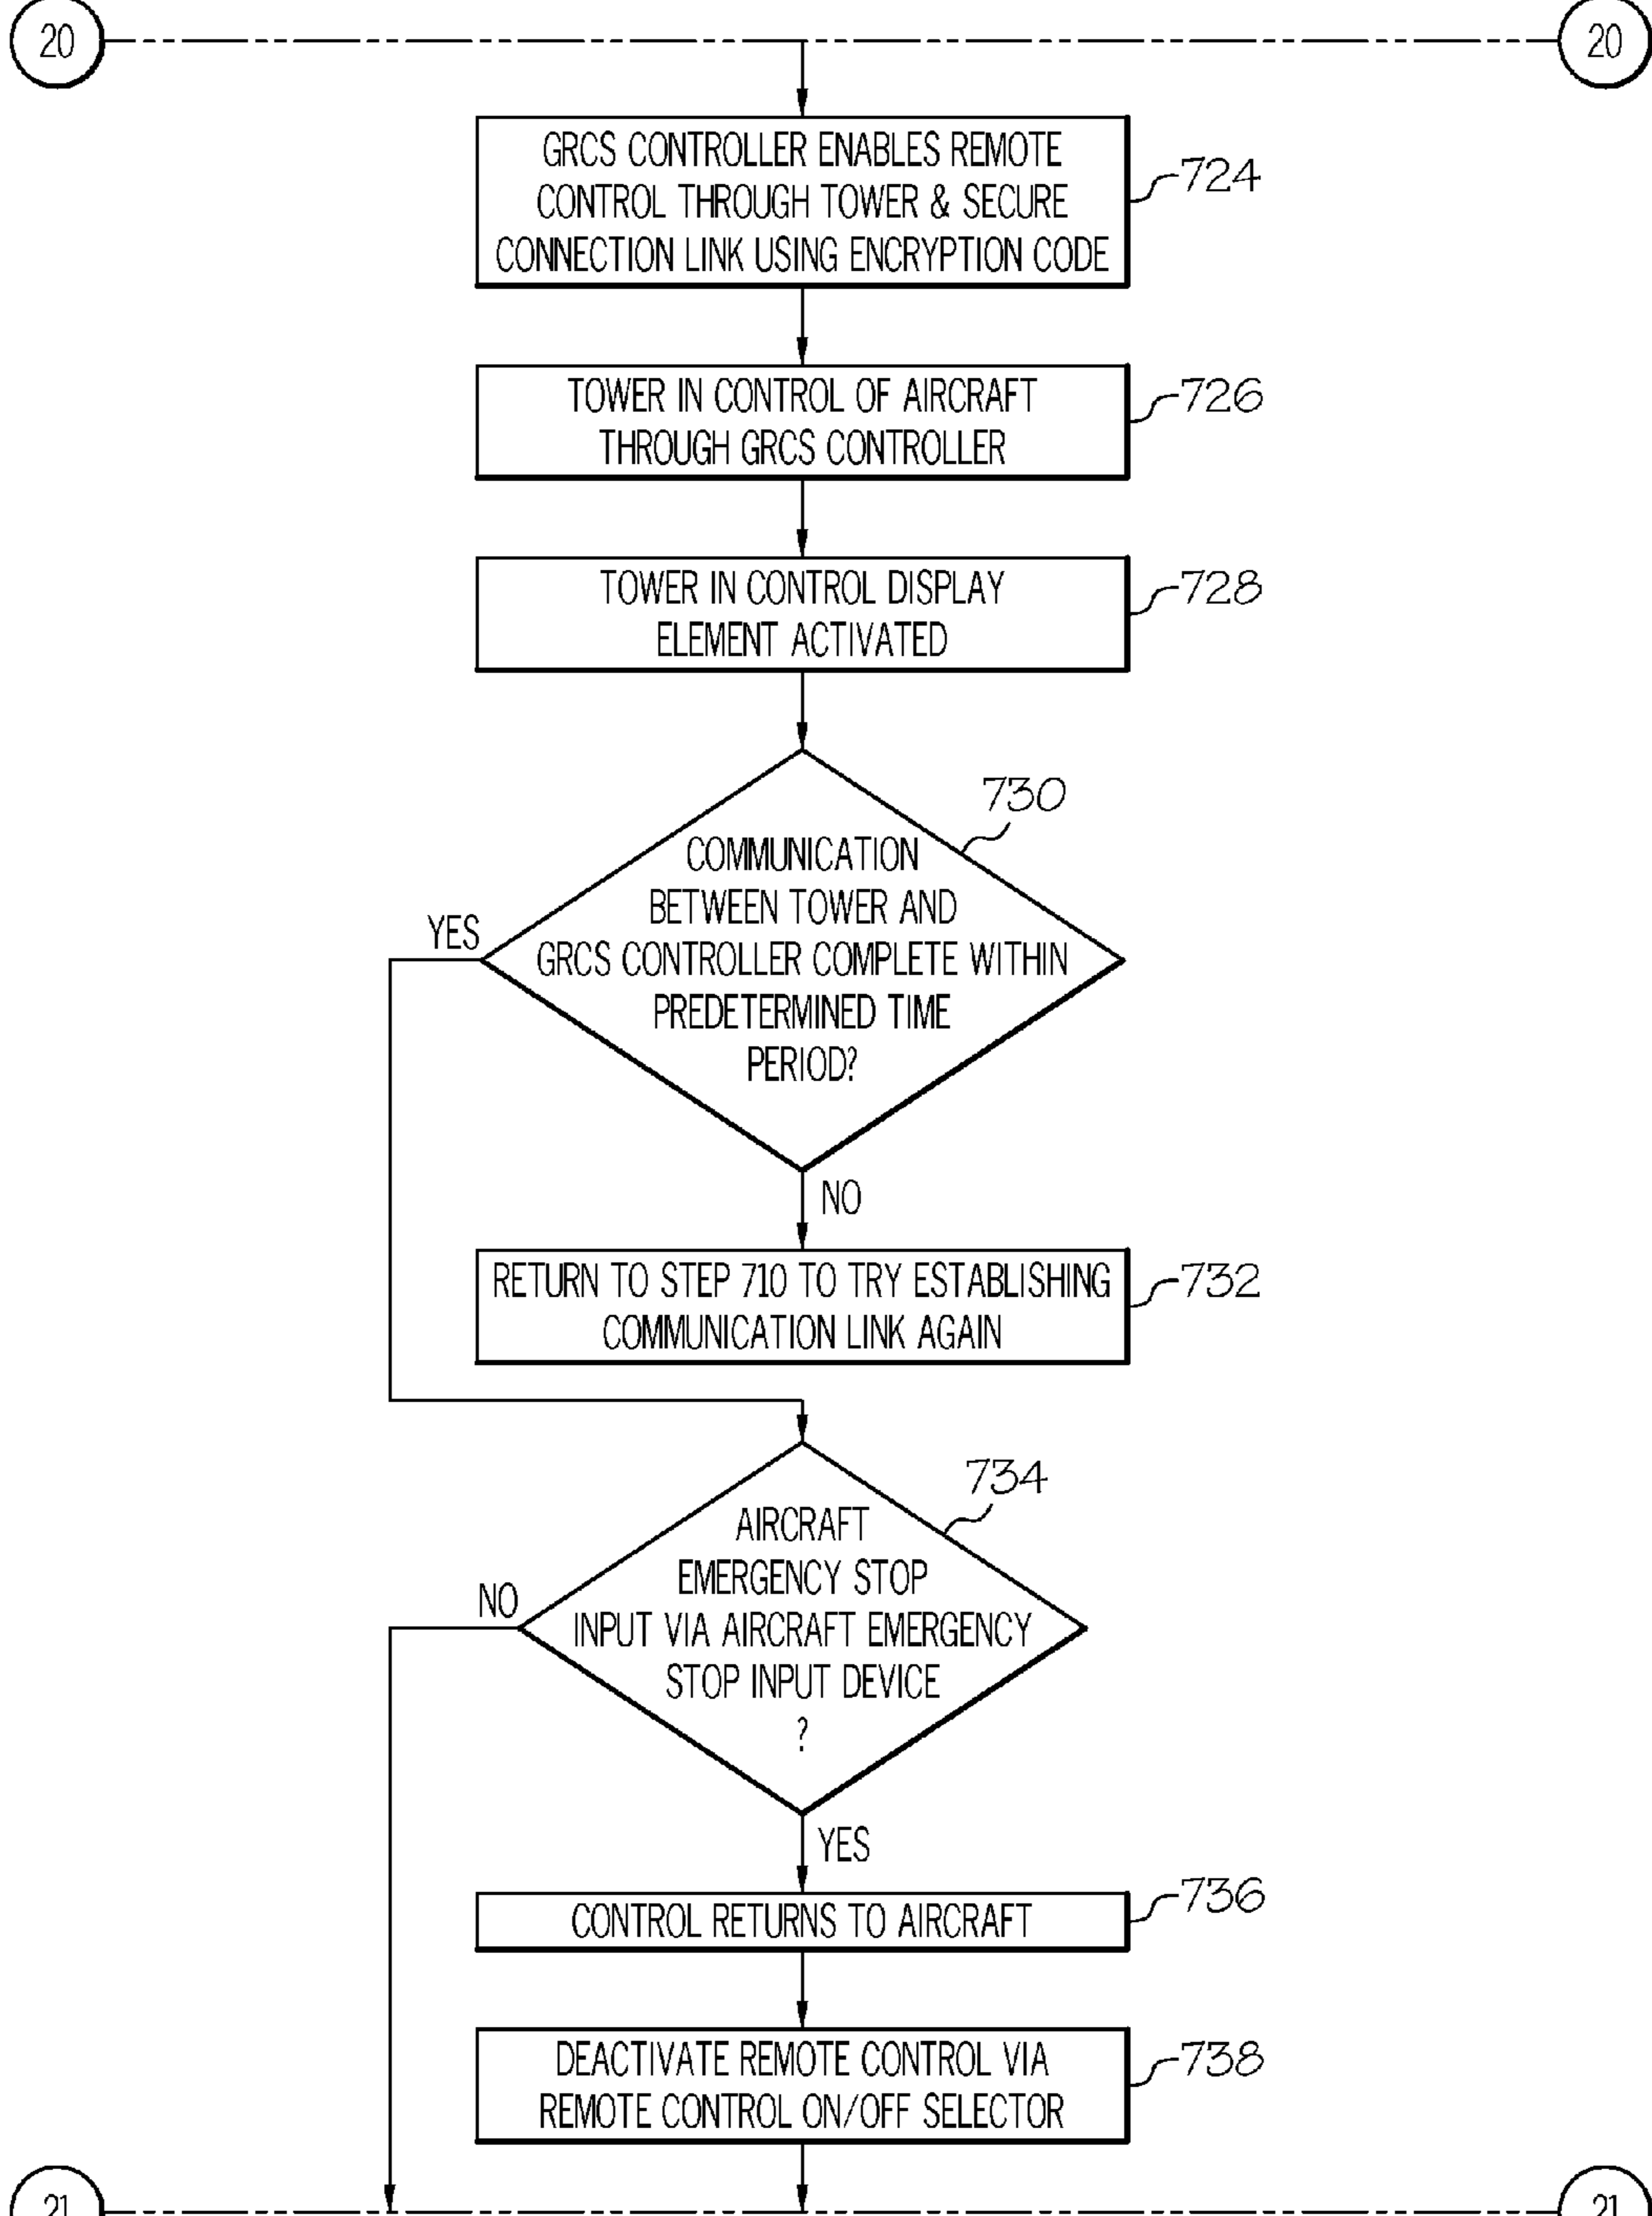 20
20
GRCS CONTROLLER ENABLES REMOTE
CONTROL THROUGH TOWER & SECURE
CONNECTION LINK USING ENCRYPTION CODE
724
TOWER IN CONTROL OF AIRCRAFT
THROUGH GRCS CONTROLLER
726
TOWER IN CONTROL DISPLAY
ELEMENT ACTIVATED
728
730
COMMUNICATION
BETWEEN TOWER AND
GRCS CONTROLLER COMPLETE WITHIN
PREDETERMINED TIME
PERIOD?
YES
NO
RETURN TO STEP 710 TO TRY ESTABLISHING
COMMUNICATION LINK AGAIN
732
734
AIRCRAFT
EMERGENCY STOP
INPUT VIA AIRCRAFT EMERGENCY
STOP INPUT DEVICE
?
NO
YES
CONTROL RETURNS TO AIRCRAFT
736
DEACTIVATE REMOTE CONTROL VIA
REMOTE CONTROL ON/OFF SELECTOR
738
21
21